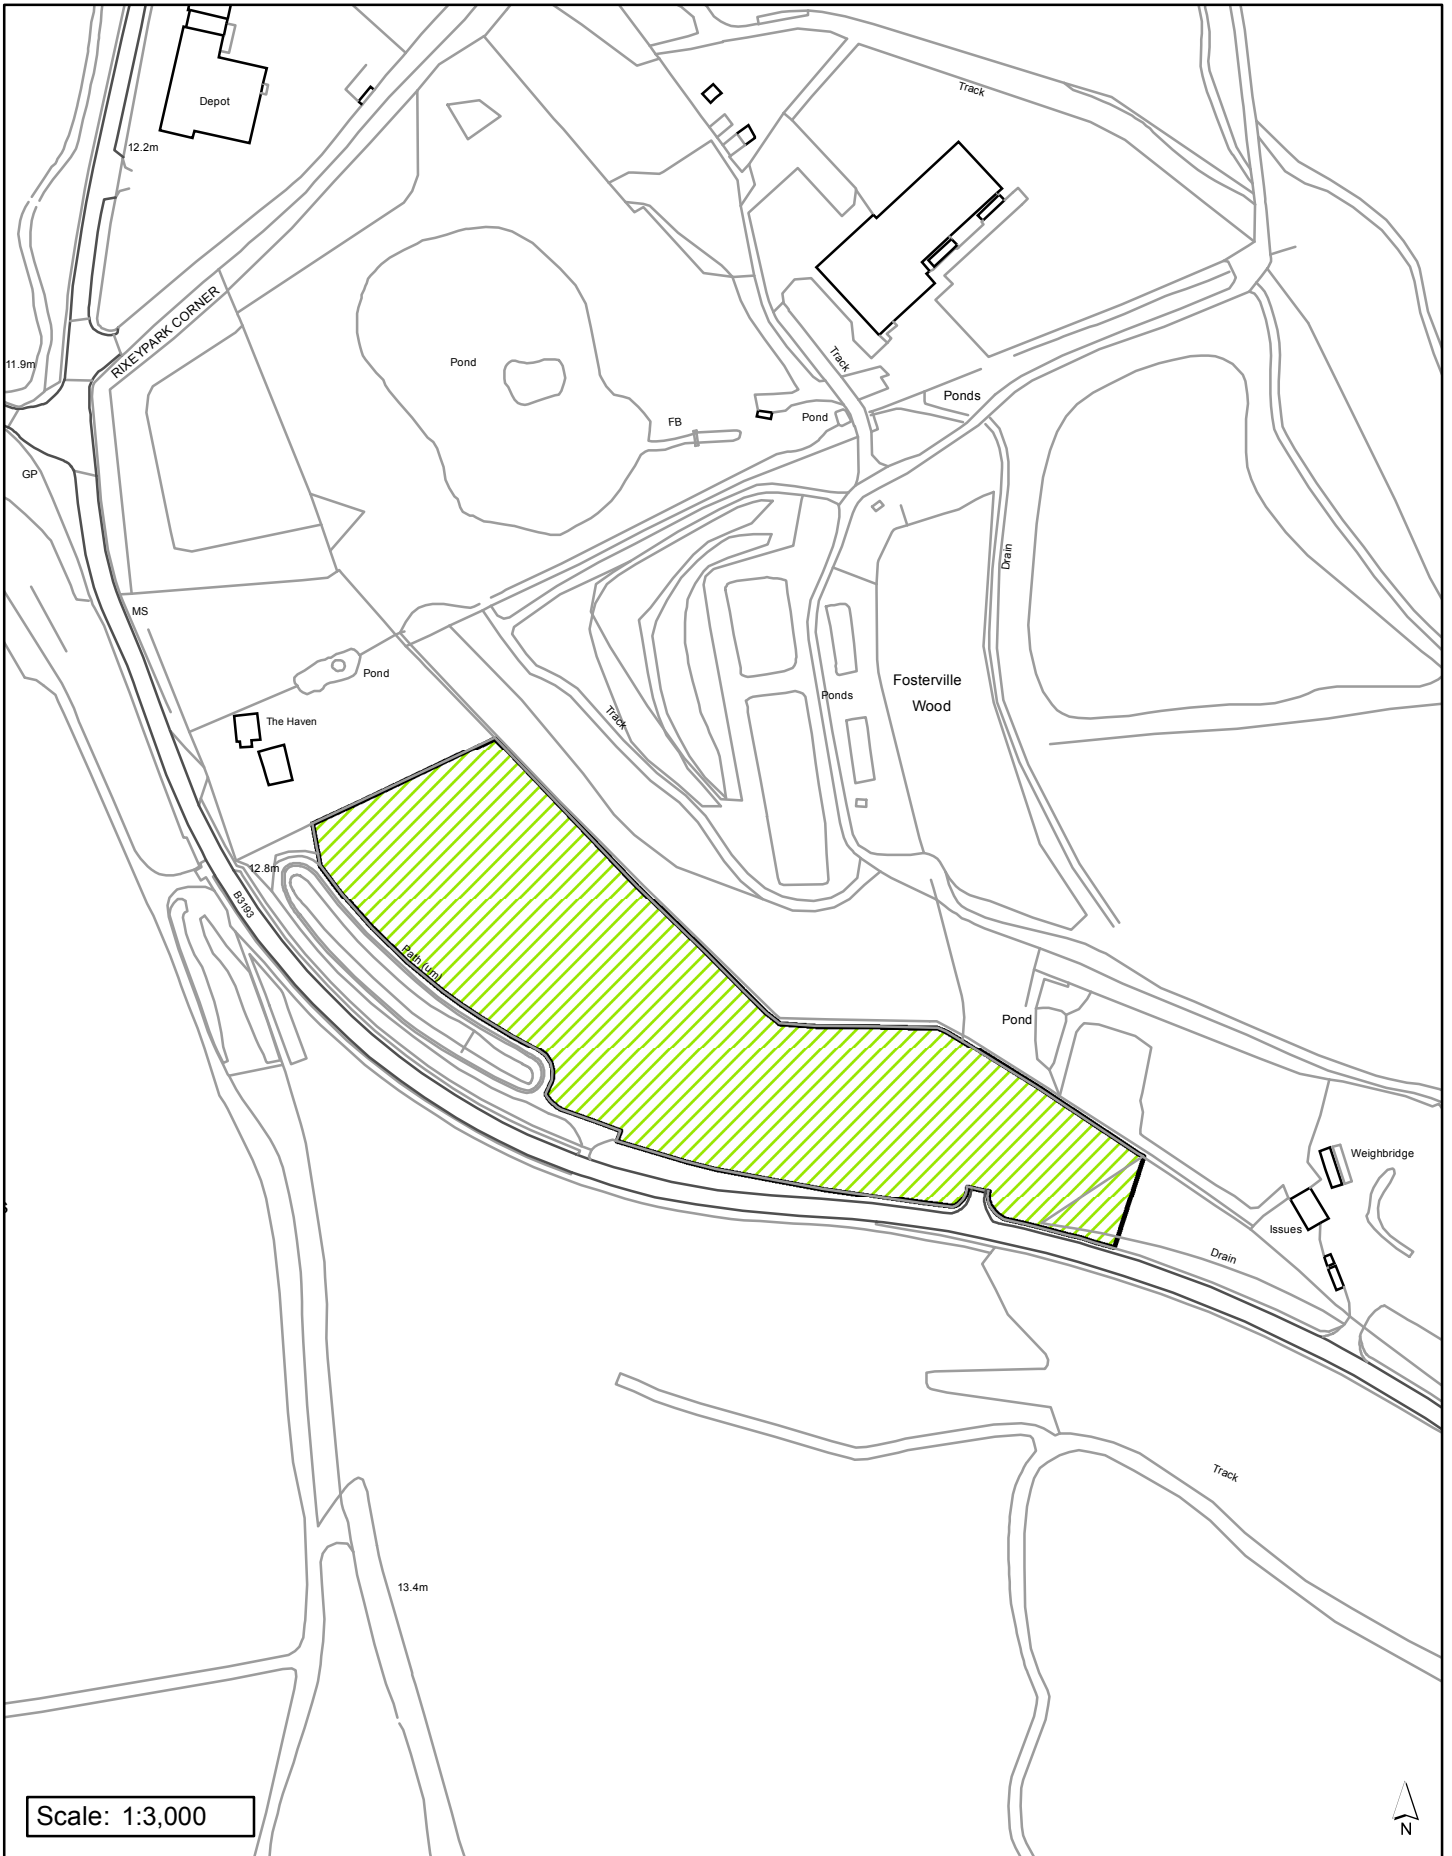 Depot
Track
12.2m
RIXEYPARK CORNER
11.9m
Pond
Track
Ponds
FB
Pond
GP
Drain
MS
Pond
Fosterville
Wood
Ponds
The Haven
Track
12.8m
B3193
Path (um)
Pond
Weighbridge
Issues
Drain
Track
13.4m
Scale: 1:3,000
N